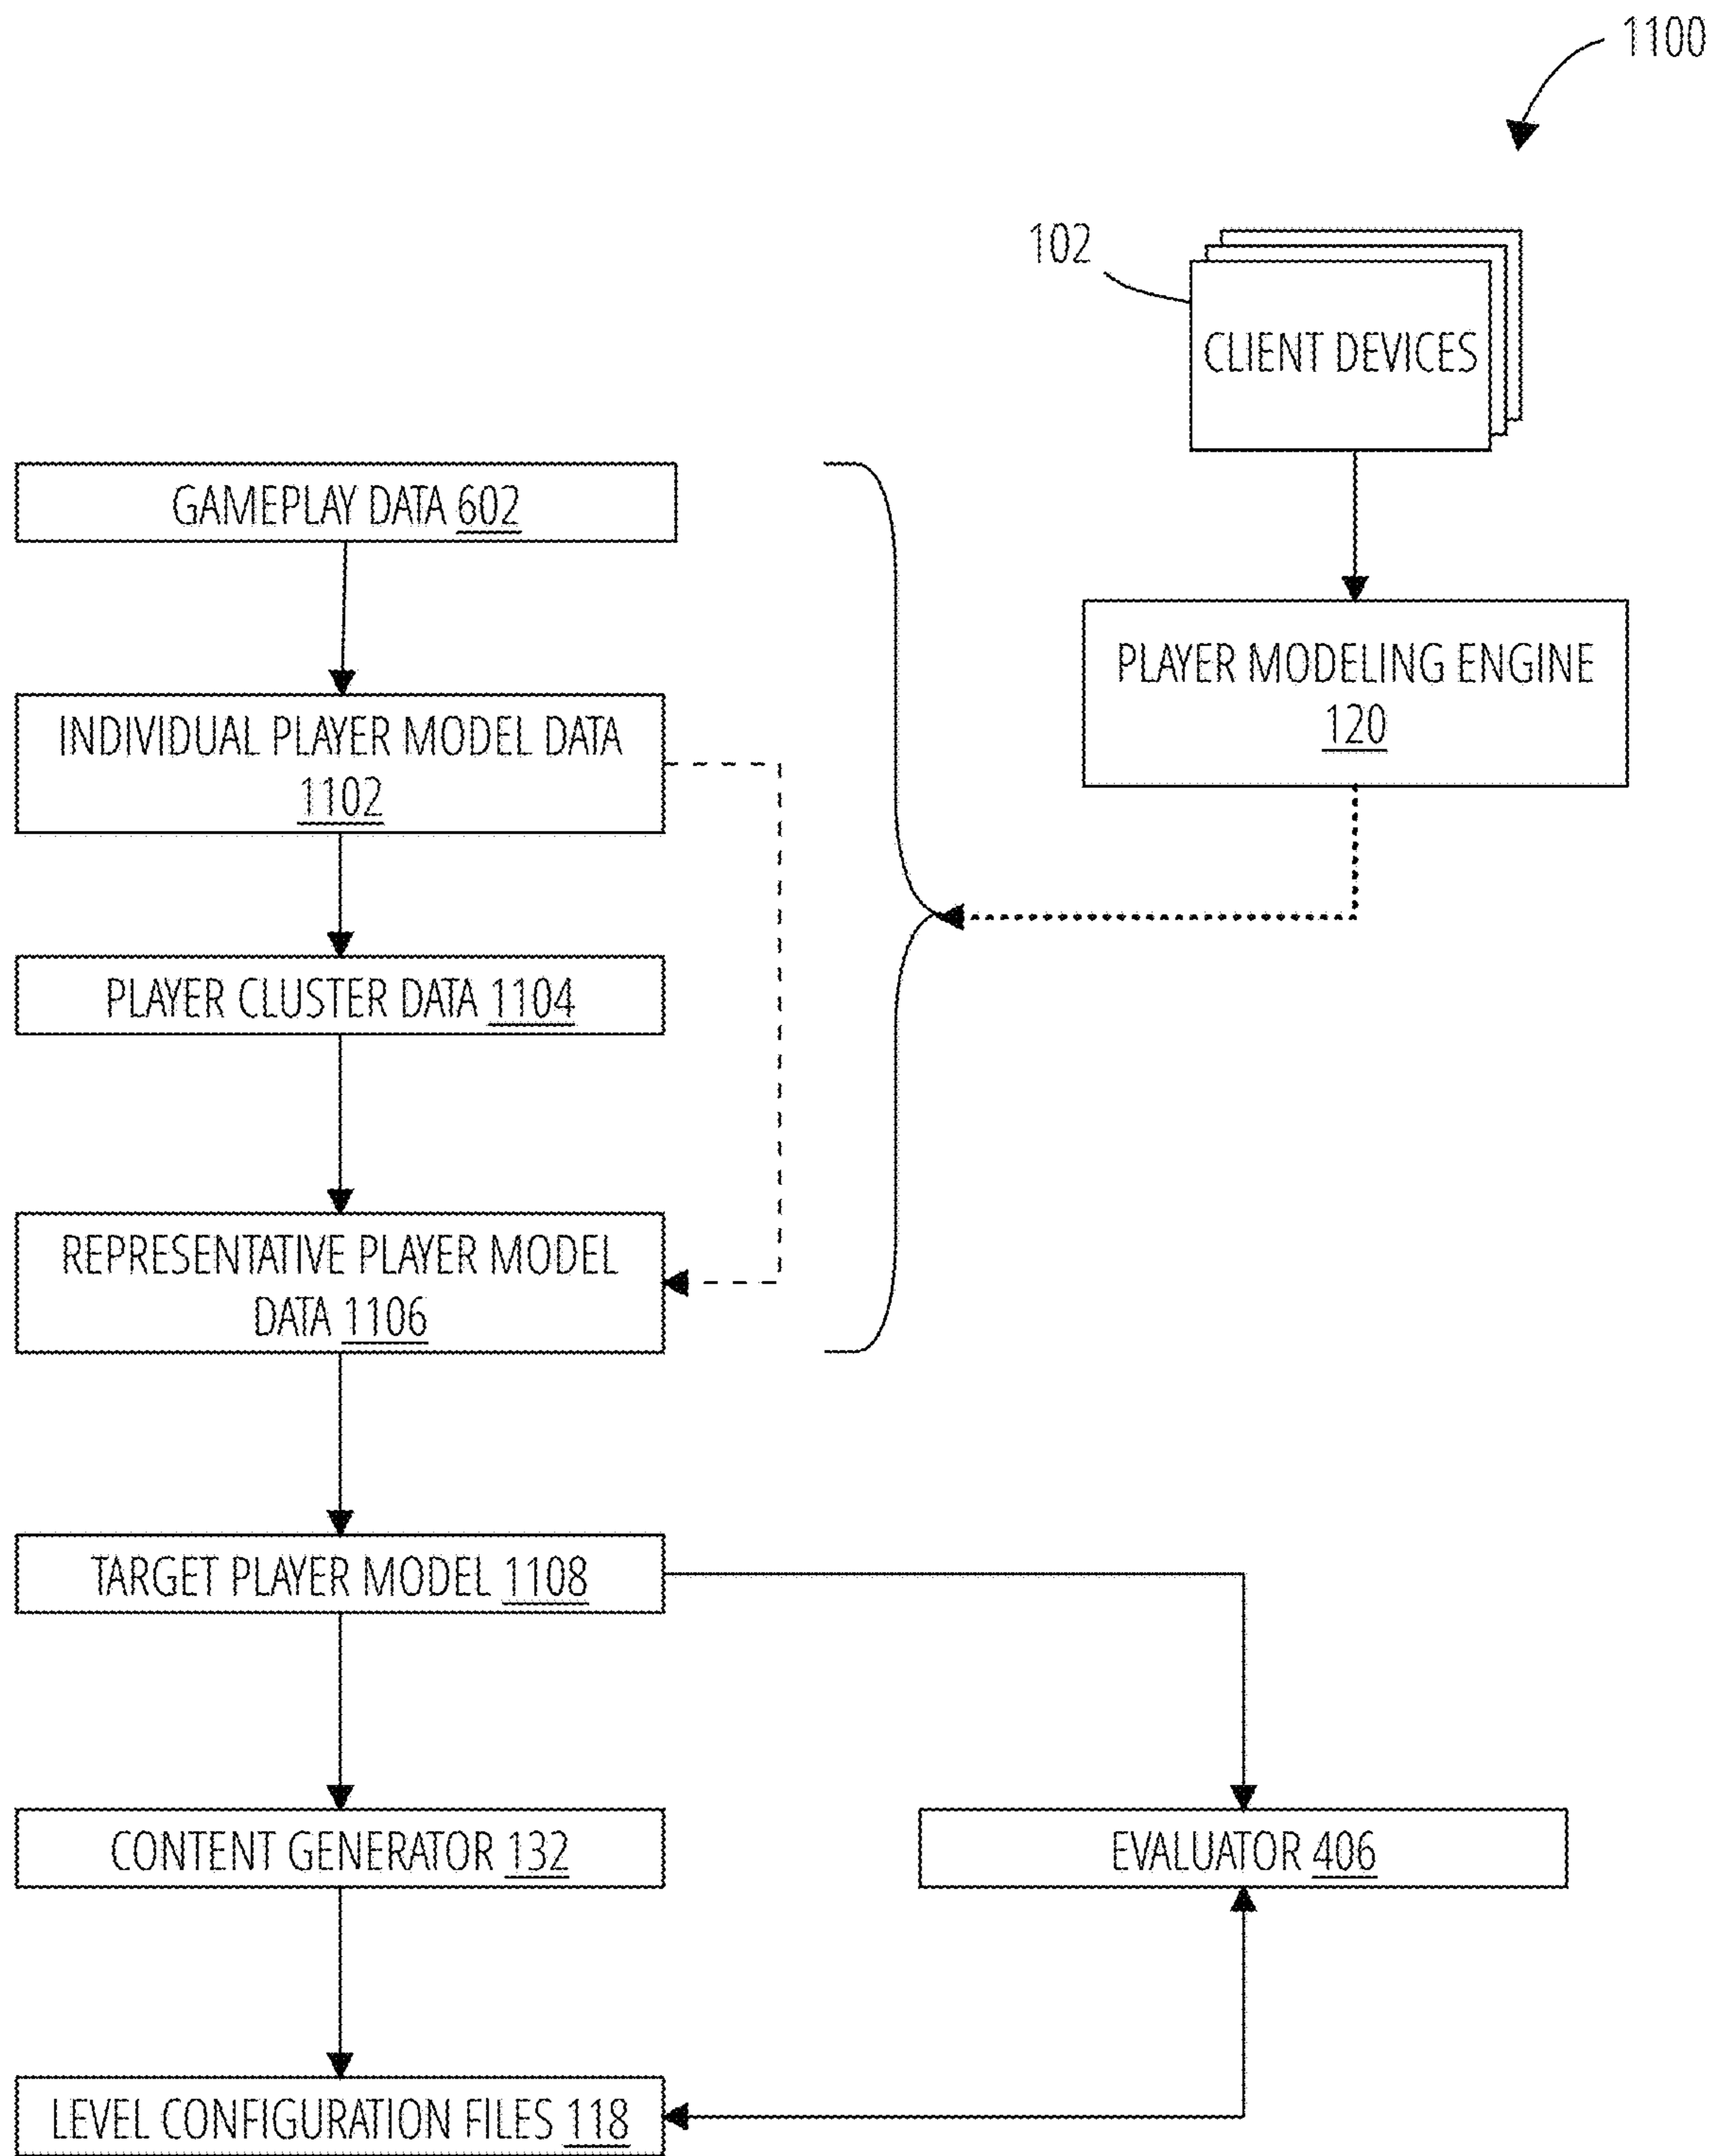 1100
102
CLIENT DEVICES
GAMEPLAY DATA 602
PLAYER MODELING ENGINE
120
INDIVIDUAL PLAYER MODEL DATA
1102
PLAYER CLUSTER DATA 1104
REPRESENTATIVE PLAYER MODEL
DATA 1106
TARGET PLAYER MODEL 1108
CONTENT GENERATOR 132
EVALUATOR 406
LEVEL CONFIGURATION FILES 118